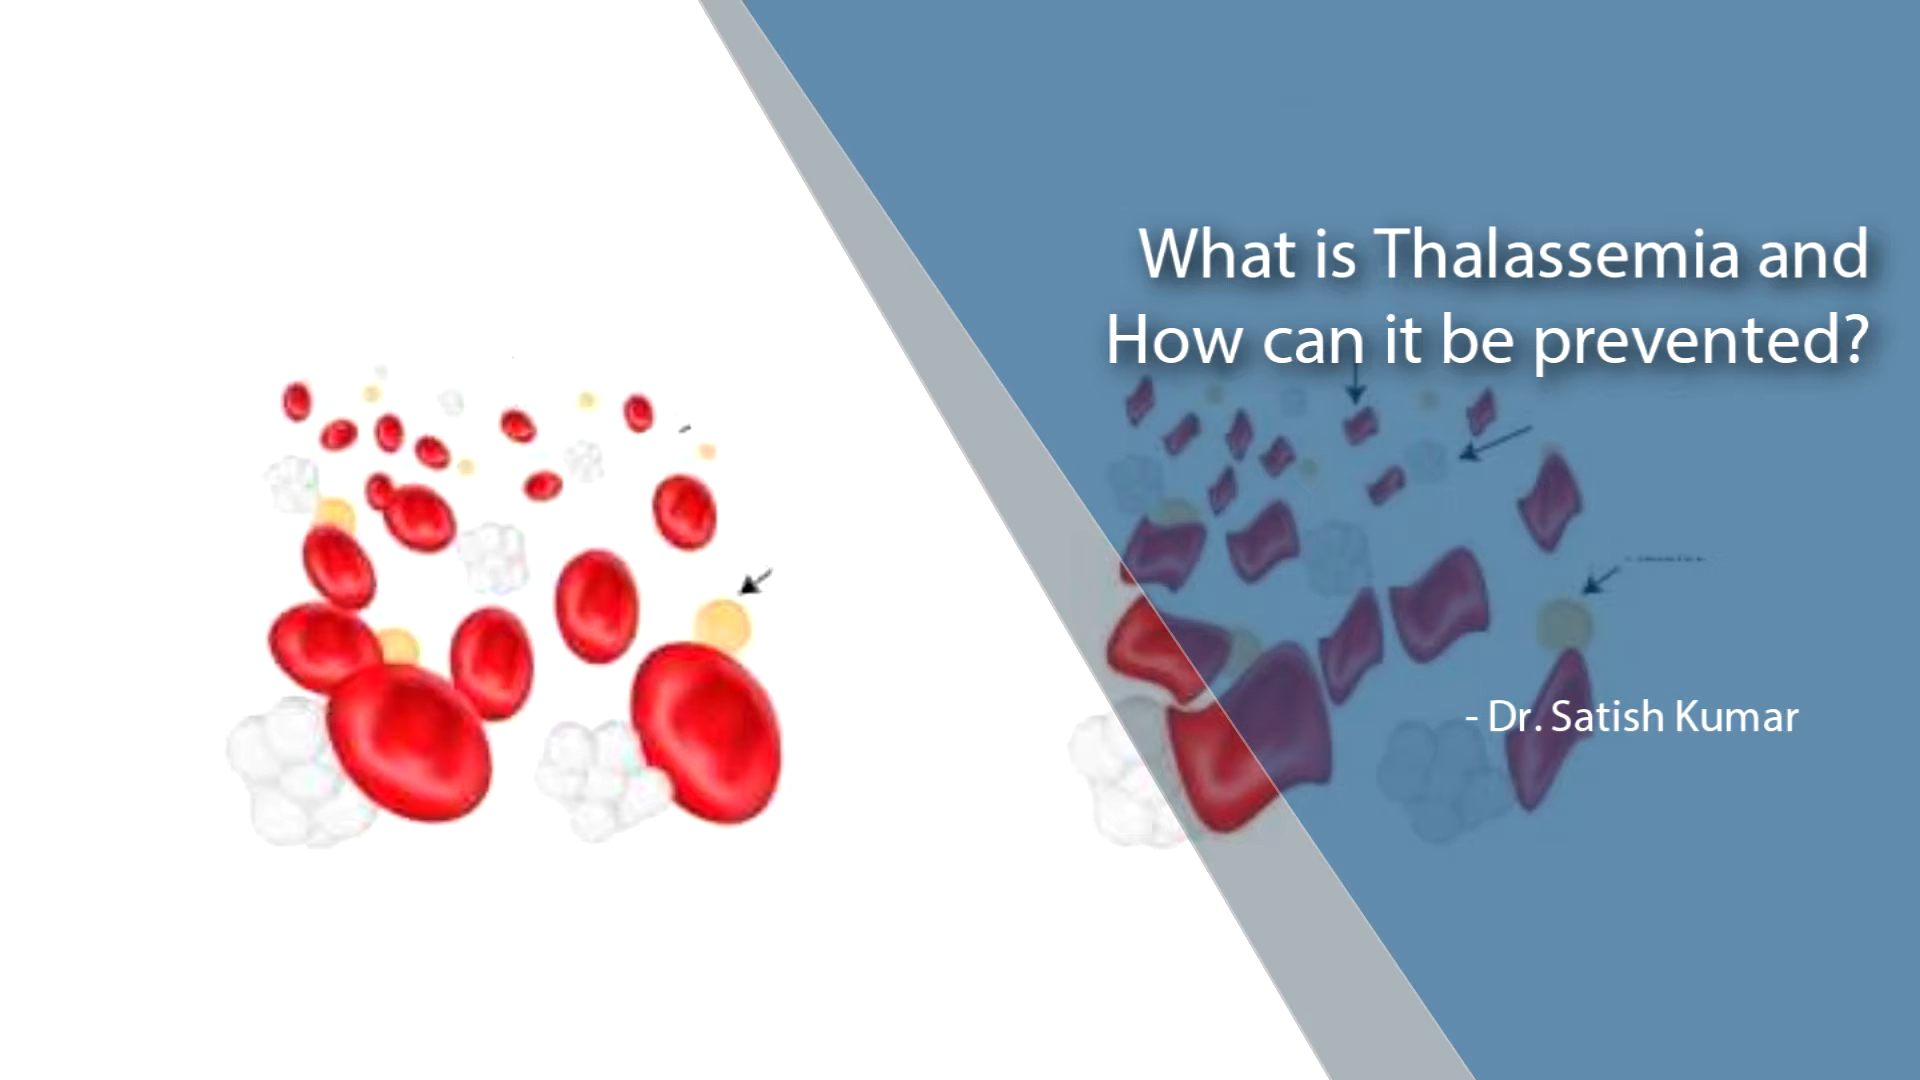 What is Thalassemia and
How can it be prevented?
- Dr. Satish Kumar